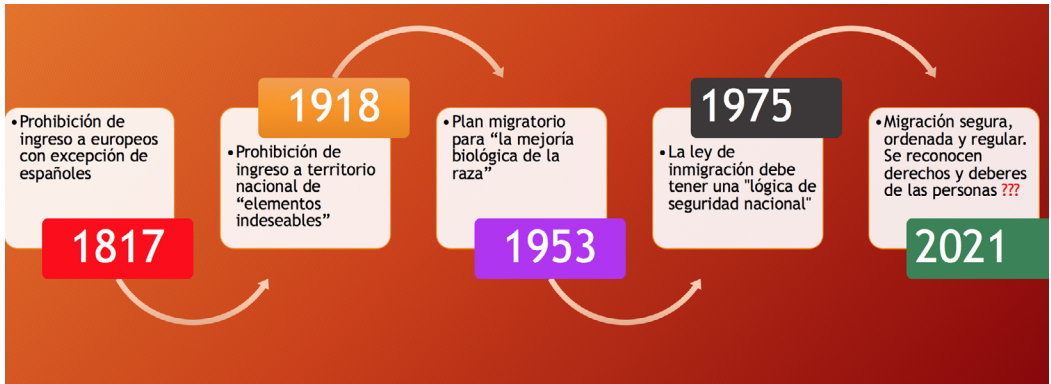 • Prohibición de
ingreso a europeos
con excepción de
españoles
1817
1918
• Prohibición de
ingreso a territorio
nacional de
“elementos
indeseables”
• Plan migratorio
para “la mejoría
biológica de la
raza”
1953
1975
• La ley de
inmigración debe
tener una "lógica de
seguridad nacional"
• Migración segura,
ordenada y regular.
Se reconocen
derechos y deberes
de las personas ???
2021